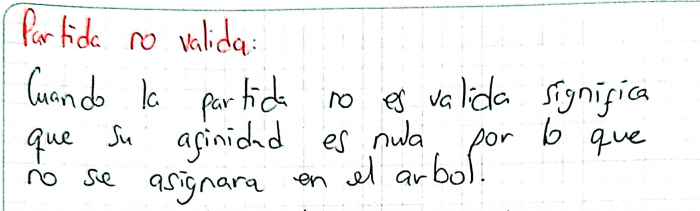 Partida no valida:
Cuando la partida no es valida significa
que su afinidad es nula por lo que
no se asignara en el arbol.